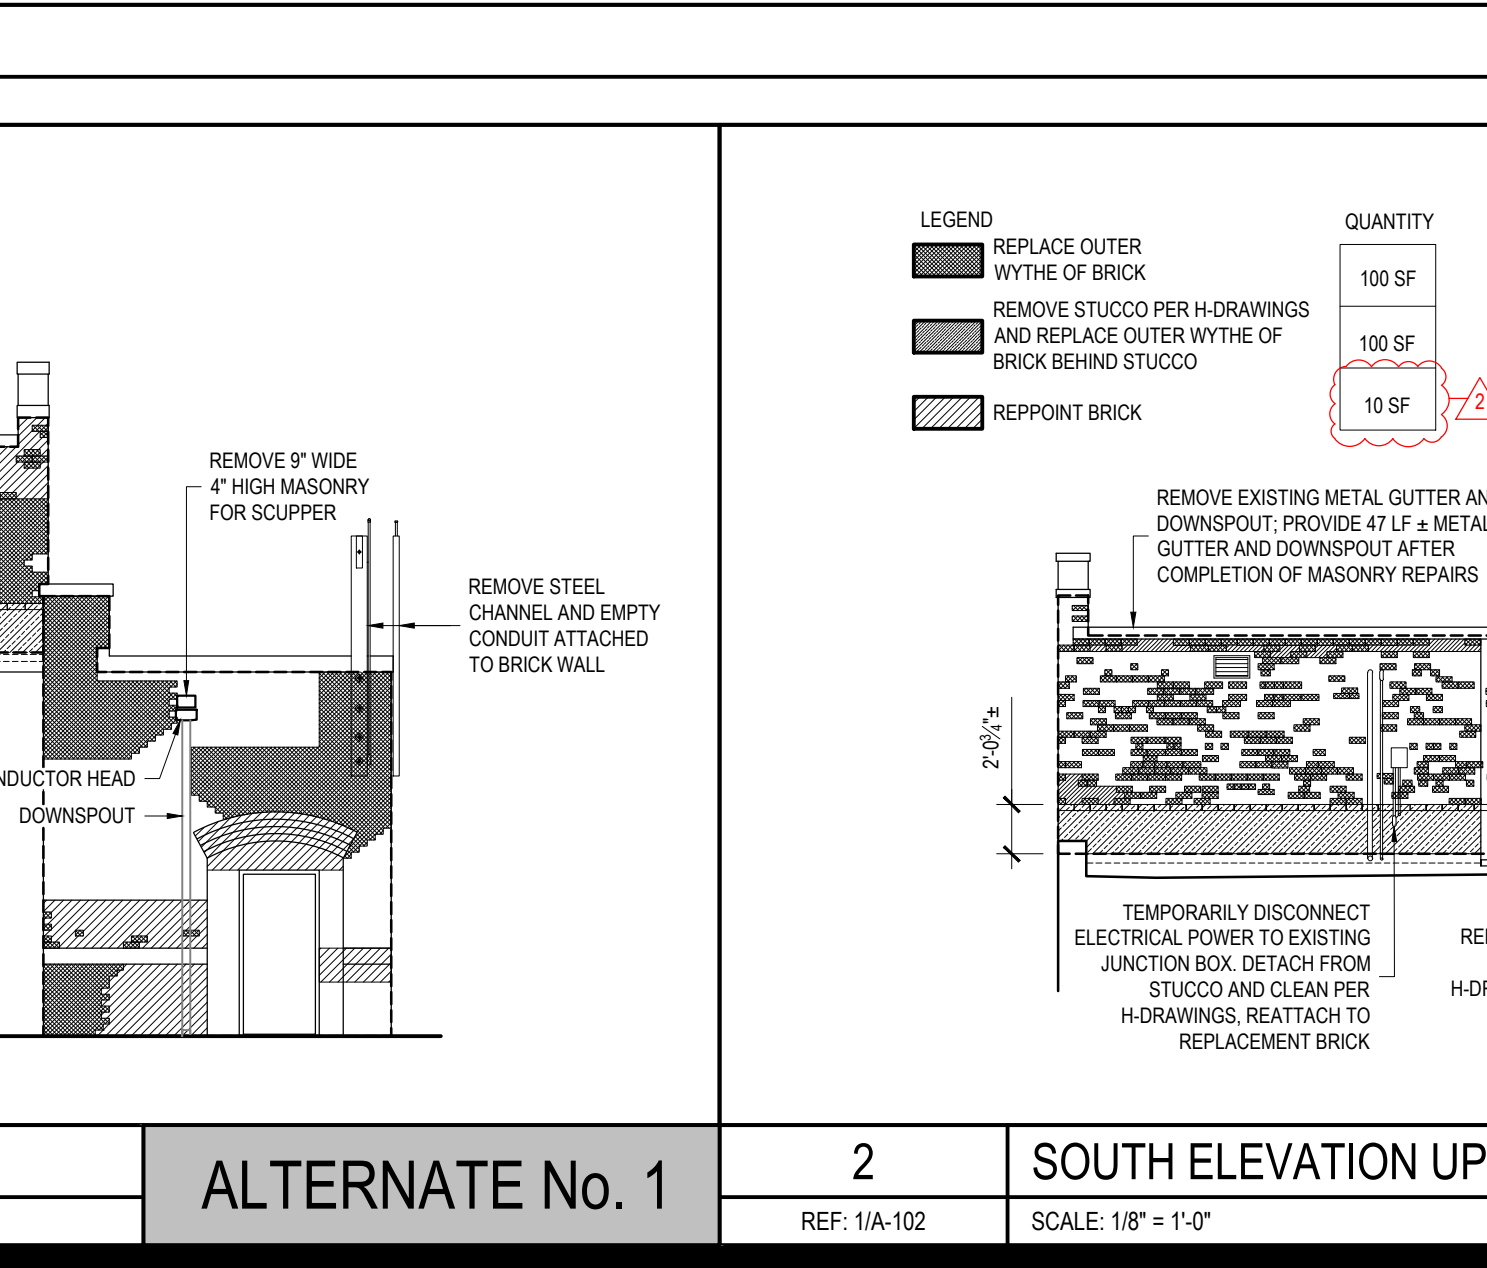 REMOVE 9" WIDE
4" HIGH MASONRY
FOR SCUPPER
REMOVE STEEL
CHANNEL AND EMPTY
CONDUIT ATTACHED
TO BRICK WALL
NDUCTOR HEAD
DOWNSPOUT
ALTERNATE No. 1
LEGEND
REPLACE OUTER
WYTHE OF BRICK
REMOVE STUCCO PER H-DRAWINGS
AND REPLACE OUTER WYTHE OF
BRICK BEHIND STUCCO
REPPOINT BRICK
QUANTITY
100 SF
100 SF
10 SF
2
REMOVE EXISTING METAL GUTTER AN
DOWNSPOUT; PROVIDE 47 LF ± METAL
GUTTER AND DOWNSPOUT AFTER
COMPLETION OF MASONRY REPAIRS
2'-0¾"±
TEMPORARILY DISCONNECT
ELECTRICAL POWER TO EXISTING
JUNCTION BOX. DETACH FROM
STUCCO AND CLEAN PER
H-DRAWINGS, REATTACH TO
REPLACEMENT BRICK
H-DR
2
SOUTH ELEVATION UP
REF: 1/A-102
SCALE: 1/8" = 1'-0"